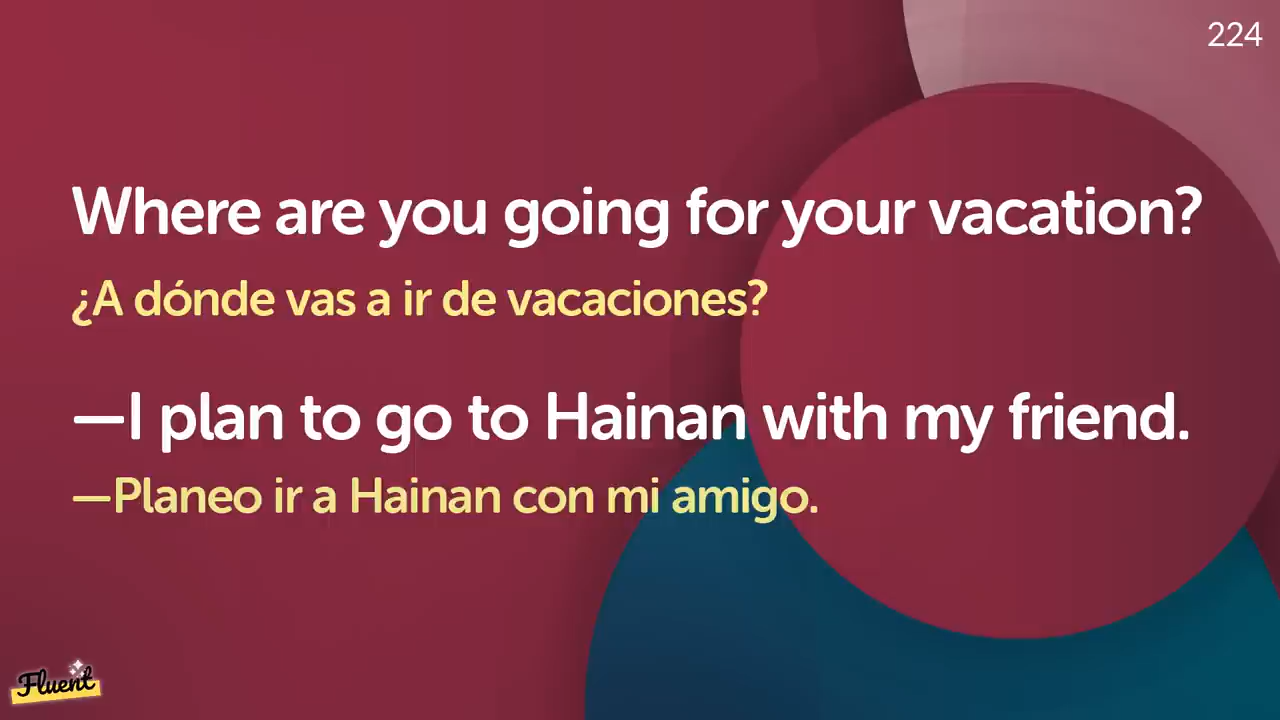 224
Where are you going for your vacation?
¿A dónde vas a ir de vacaciones?
—I plan to go to Hainan with my friend.
—Planeo ir a Hainan con mi amigo.
Fluent